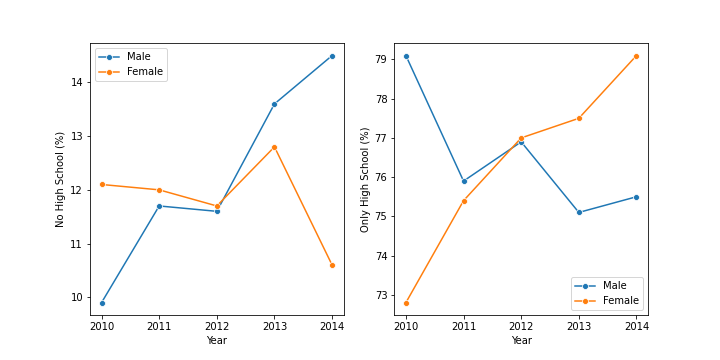 No High School (%)
14
13
12
11
10
Male
Female
2010 2011 2012 2013 2014
Year
Only High School (%)
79
78
77
76
75
74
73
Male
Female
2010 2011 2012 2013 2014
Year